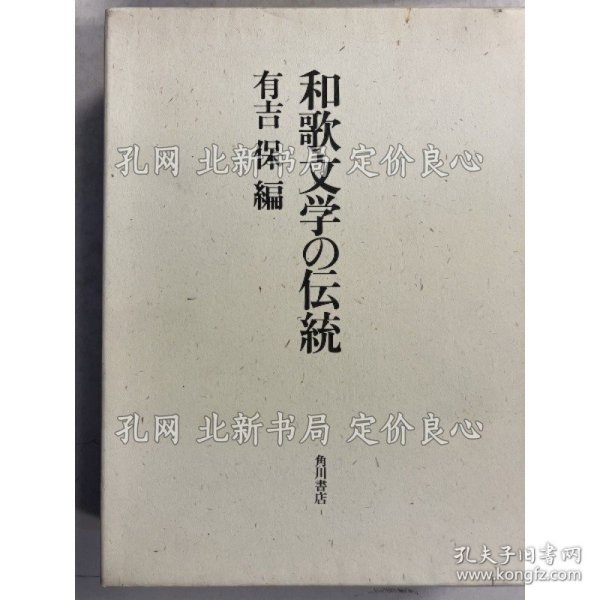 和歌文学の伝統
有吉 保 編
角川書店
孔网 北新书局 定价良心
孔网 北新书局 定价良心
孔夫子旧书网
www.kongfz.com